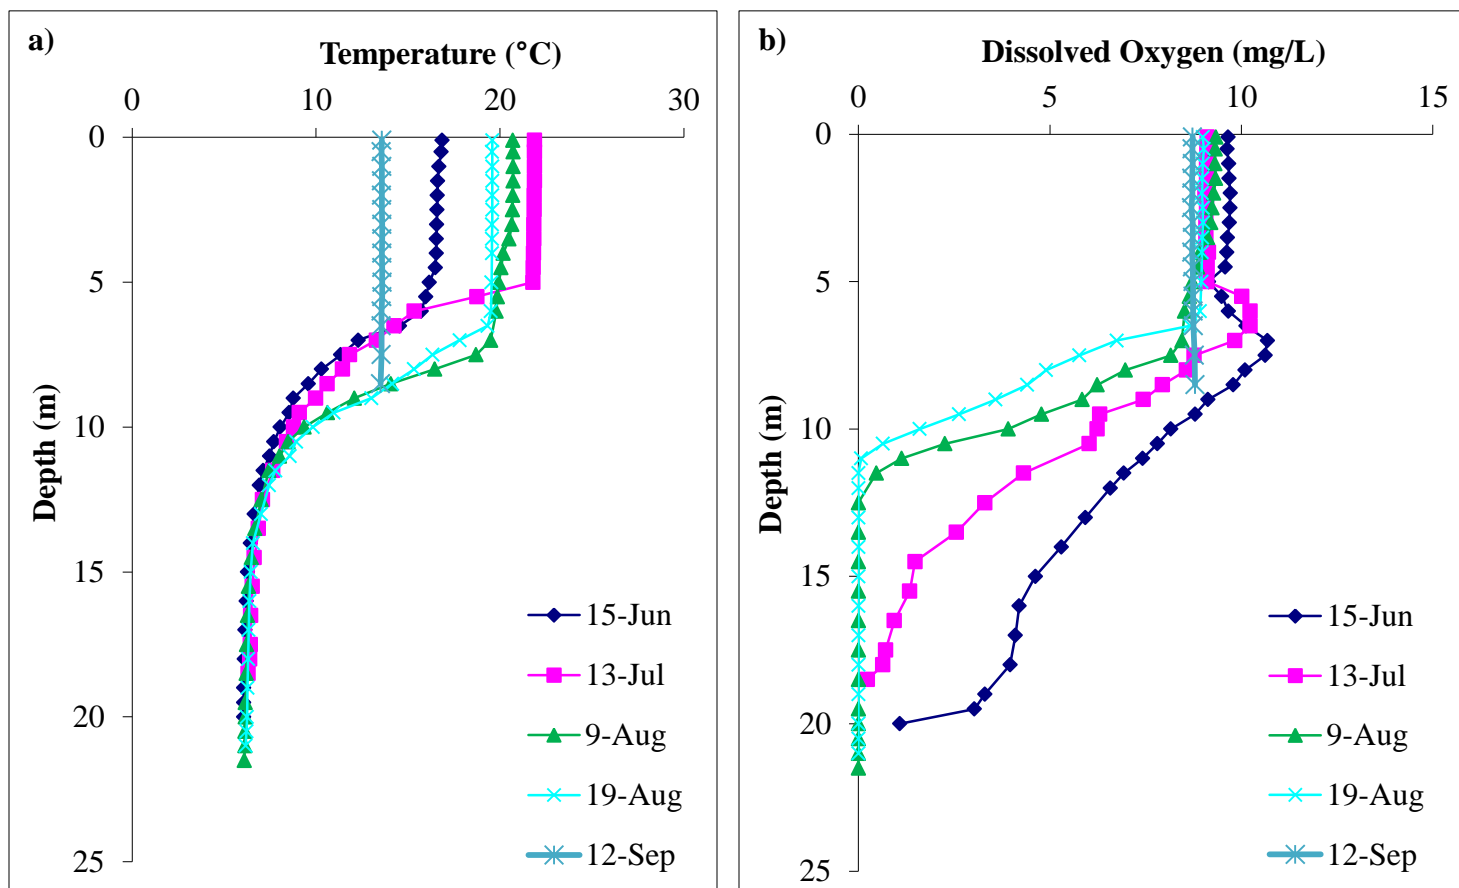 a)
Temperature (°C)
0 10 20 30
0
5
10
15
20
25
Depth (m)
15-Jun
13-Jul
9-Aug
19-Aug
12-Sep
b)
Dissolved Oxygen (mg/L)
0 5 10 15
0
5
10
15
20
25
Depth (m)
15-Jun
13-Jul
9-Aug
19-Aug
12-Sep